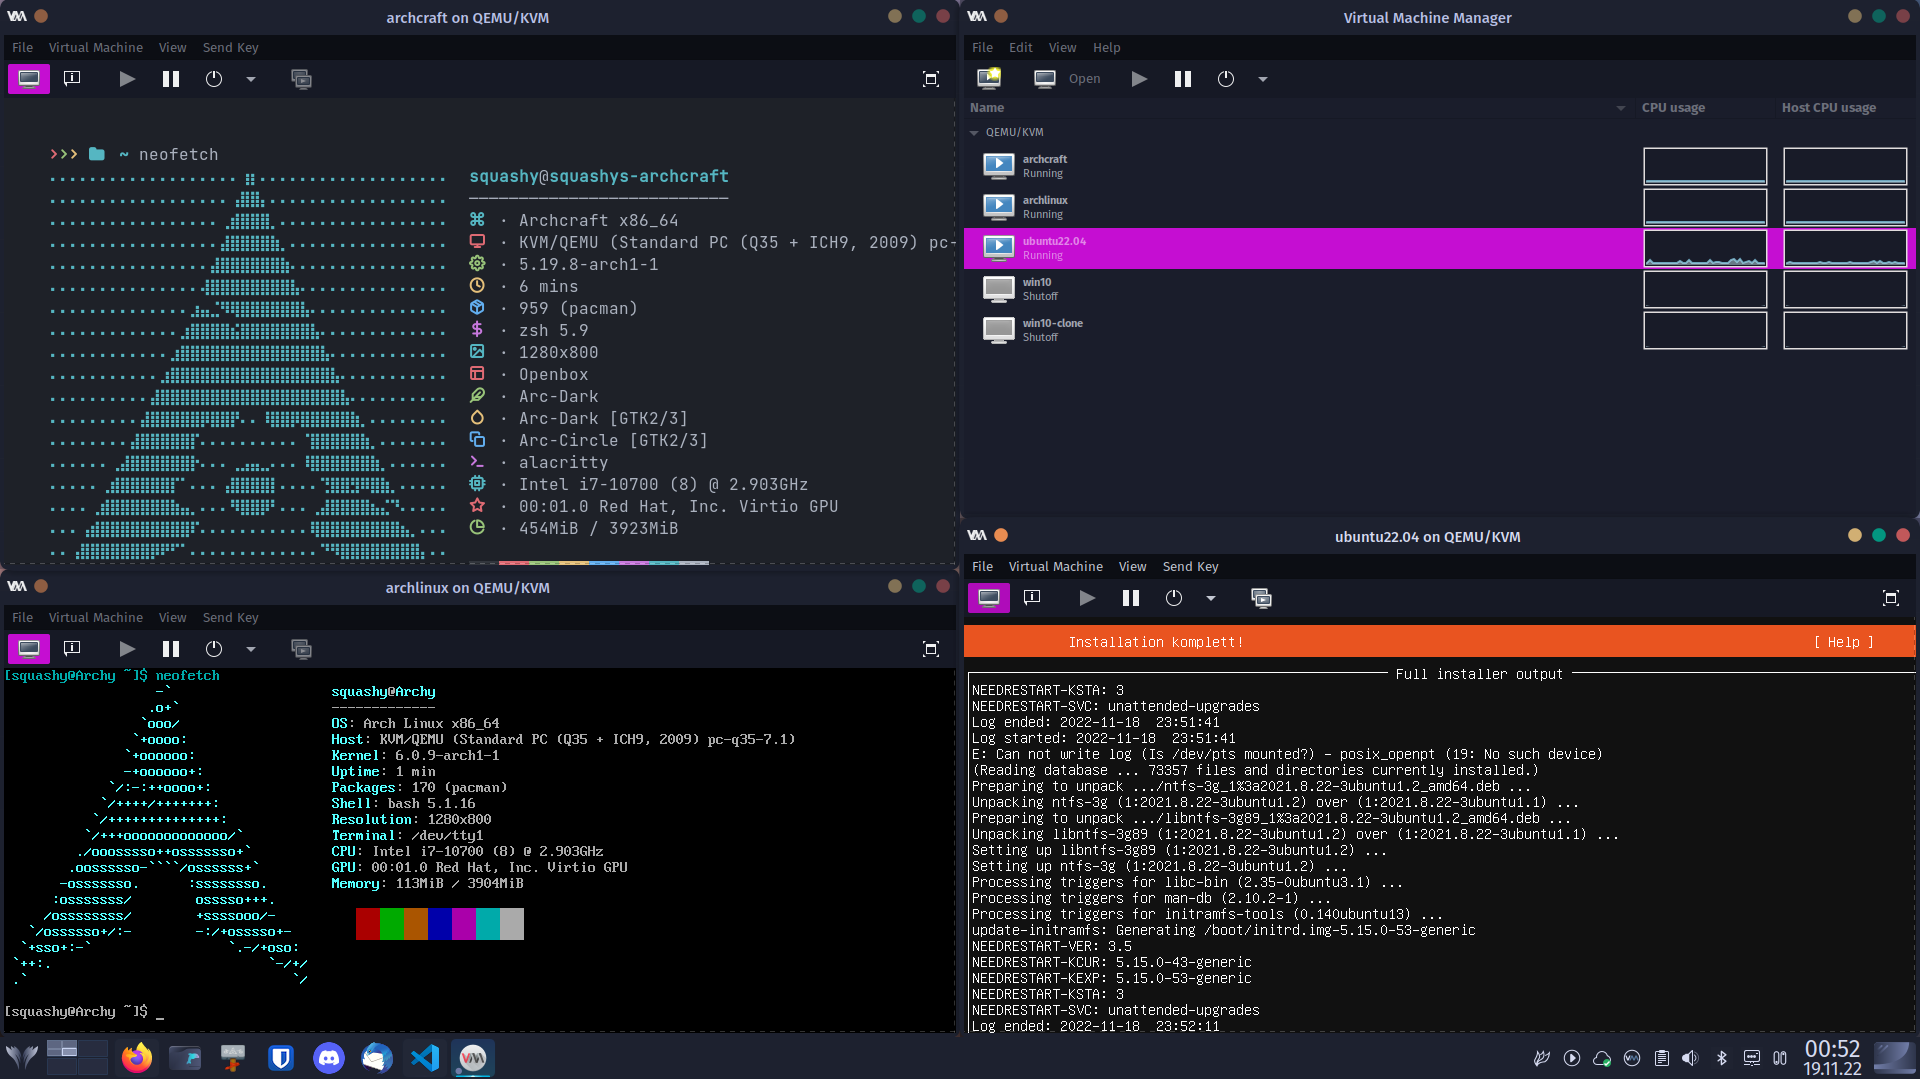 archcraft on QEMU/KVM
File Virtual Machine View Send Key
>>> ~ neofetch
squashy@squashys-archcraft
· Archcraft x86_64
· KVM/QEMU (Standard PC (Q35 + ICH9, 2009) pc-
· 5.19.8-arch1-1
· 6 mins
· 959 (pacman)
· zsh 5.9
· 1280x800
· Openbox
· Arc-Dark
· Arc-Dark [GTK2/3]
· Arc-Circle [GTK2/3]
· alacritty
· Intel i7-10700 (8) @ 2.903GHz
· 00:01.0 Red Hat, Inc. Virtio GPU
· 454MiB / 3923MiB
Virtual Machine Manager
File Edit View Help
Open
Name CPU usage Host CPU usage
QEMU/KVM
archcraft
Running
archlinux
Running
ubuntu22.04
Running
win10
Shutoff
win10-clone
Shutoff
archlinux on QEMU/KVM
File Virtual Machine View Send Key
[squashy@Archy ~]$ neofetch
squashy@Archy
-------------
OS: Arch Linux x86_64
Host: KVM/QEMU (Standard PC (Q35 + ICH9, 2009) pc-q35-7.1)
Kernel: 6.0.9-arch1-1
Uptime: 1 min
Packages: 170 (pacman)
Shell: bash 5.1.16
Resolution: 1280x800
Terminal: /dev/tty1
CPU: Intel i7-10700 (8) @ 2.903GHz
GPU: 00:01.0 Red Hat, Inc. Virtio GPU
Memory: 113MiB / 3904MiB
[squashy@Archy ~]$ _
ubuntu22.04 on QEMU/KVM
File Virtual Machine View Send Key
Installation komplett! [ Help ]
Full installer output
NEEDRESTART-KSTA: 3
NEEDRESTART-SVC: unattended-upgrades
Log ended: 2022-11-18  23:51:41
Log started: 2022-11-18  23:51:41
E: Can not write log (Is /dev/pts mounted?) - posix_openpt (19: No such device)
(Reading database ... 73357 files and directories currently installed.)
Preparing to unpack .../ntfs-3g_1%3a2021.8.22-3ubuntu1.2_amd64.deb ...
Unpacking ntfs-3g (1:2021.8.22-3ubuntu1.2) over (1:2021.8.22-3ubuntu1.1) ...
Preparing to unpack .../libntfs-3g89_1%3a2021.8.22-3ubuntu1.2_amd64.deb ...
Unpacking libntfs-3g89 (1:2021.8.22-3ubuntu1.2) over (1:2021.8.22-3ubuntu1.1) ...
Setting up libntfs-3g89 (1:2021.8.22-3ubuntu1.2) ...
Setting up ntfs-3g (1:2021.8.22-3ubuntu1.2) ...
Processing triggers for libc-bin (2.35-0ubuntu3.1) ...
Processing triggers for man-db (2.10.2-1) ...
Processing triggers for initramfs-tools (0.140ubuntu13) ...
update-initramfs: Generating /boot/initrd.img-5.15.0-53-generic
NEEDRESTART-VER: 3.5
NEEDRESTART-KCUR: 5.15.0-43-generic
NEEDRESTART-KEXP: 5.15.0-53-generic
NEEDRESTART-KSTA: 3
NEEDRESTART-SVC: unattended-upgrades
Log ended: 2022-11-18  23:52:11
00:52
19.11.22